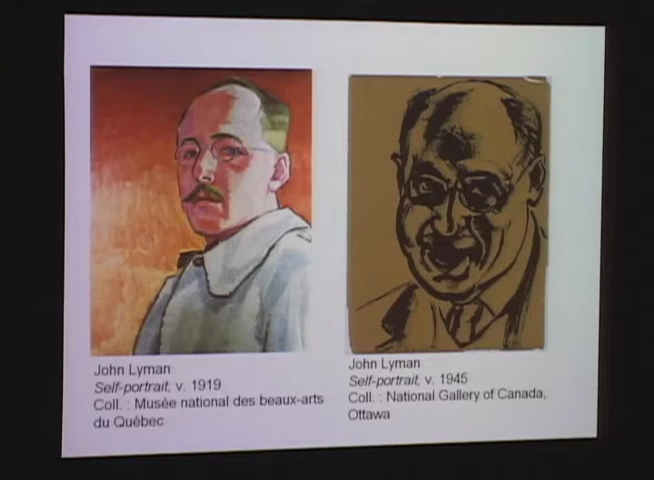 John Lyman
Self-portrait, v. 1919
Coll. : Musée national des beaux-arts
du Québec
John Lyman
Self-portrait, v. 1945
Coll. : National Gallery of Canada,
Ottawa